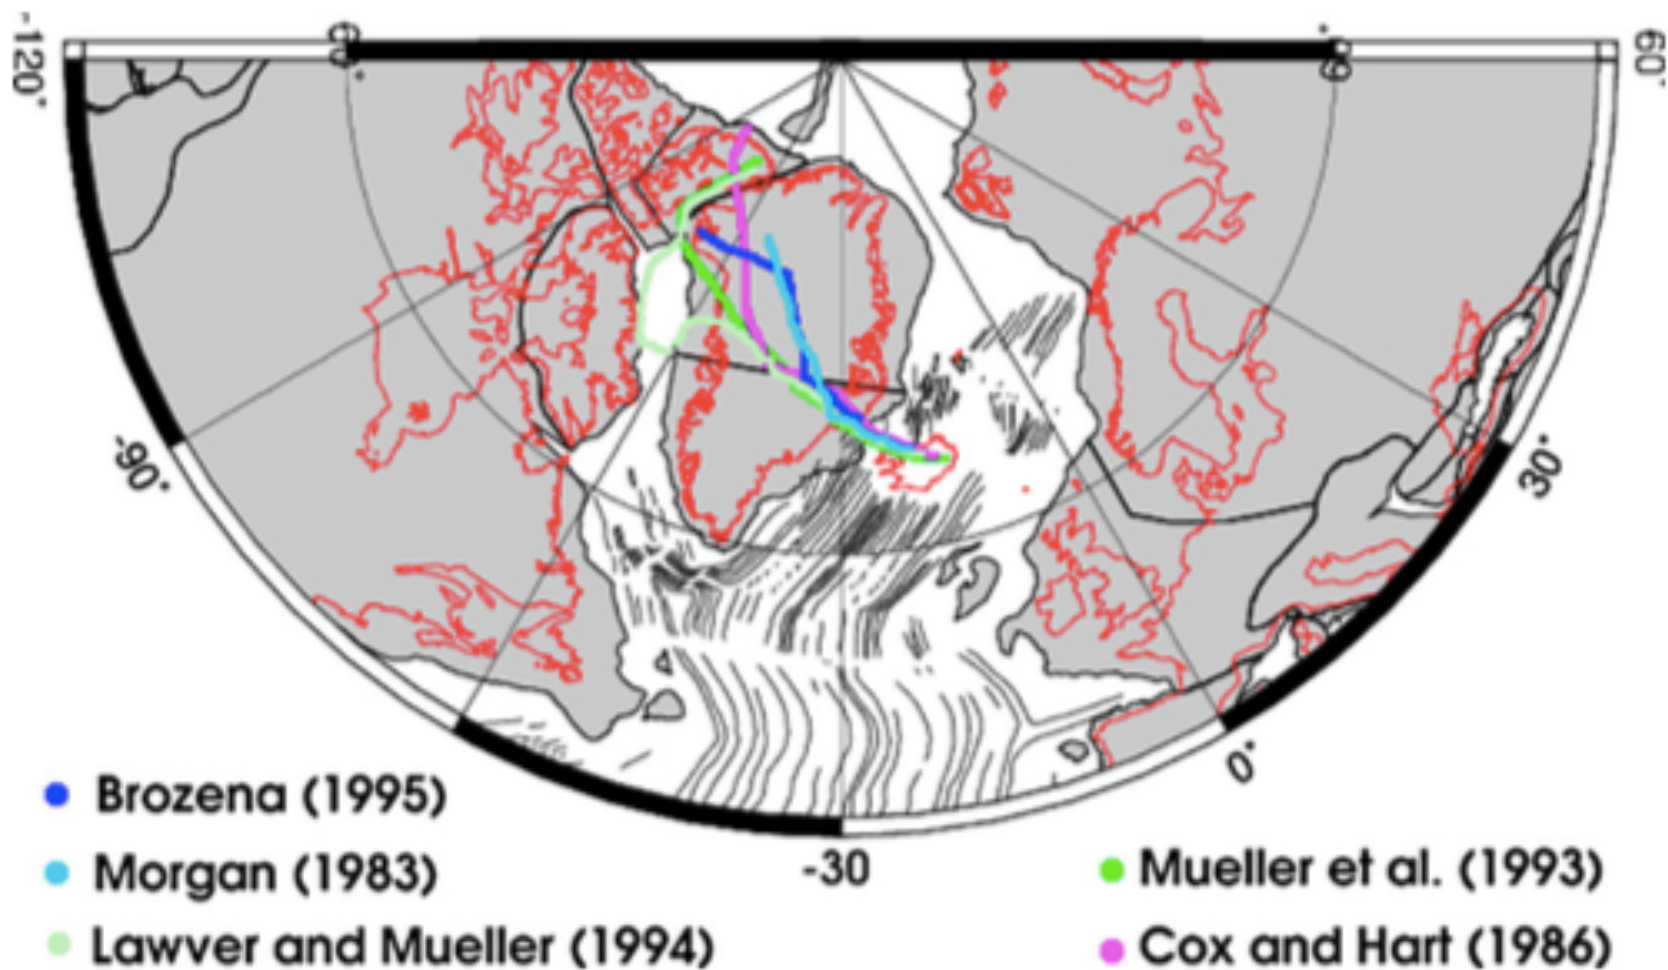 -120°
60°
-90°
30°
0°
-30
Brozena (1995)
Morgan (1983)
Lawver and Mueller (1994)
Mueller et al. (1993)
Cox and Hart (1986)